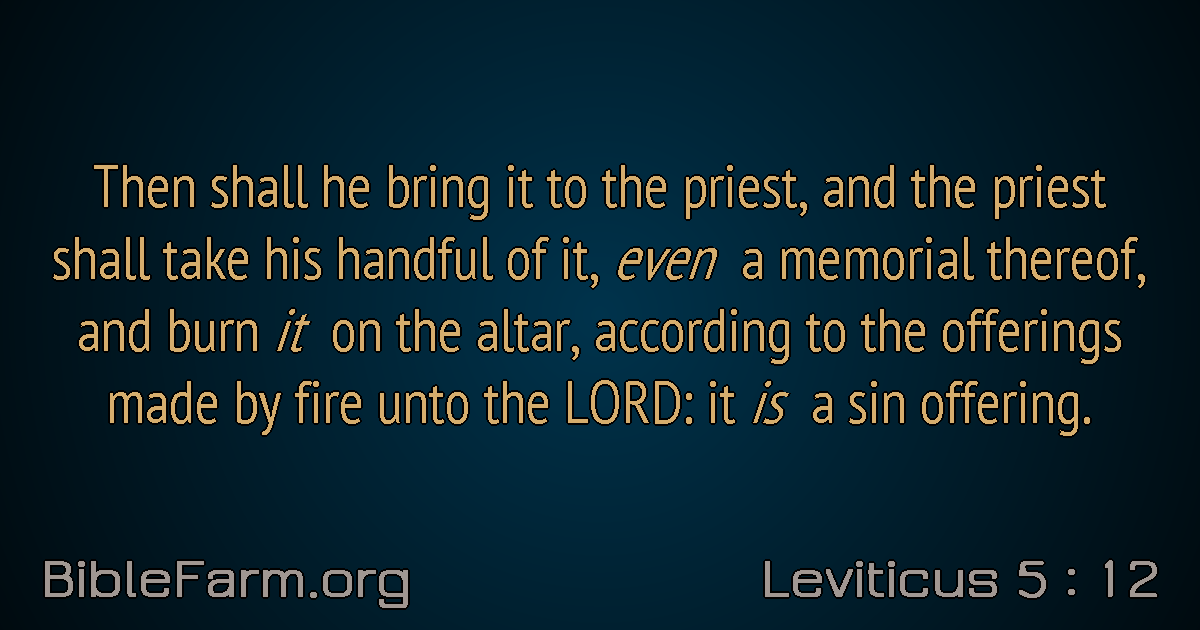 Then shall he bring it to the priest, and the priest
shall take his handful of it, even a memorial thereof,
and burn it on the altar, according to the offerings
made by fire unto the LORD: it is a sin offering.
BibleFarm.org
Leviticus 5 : 12